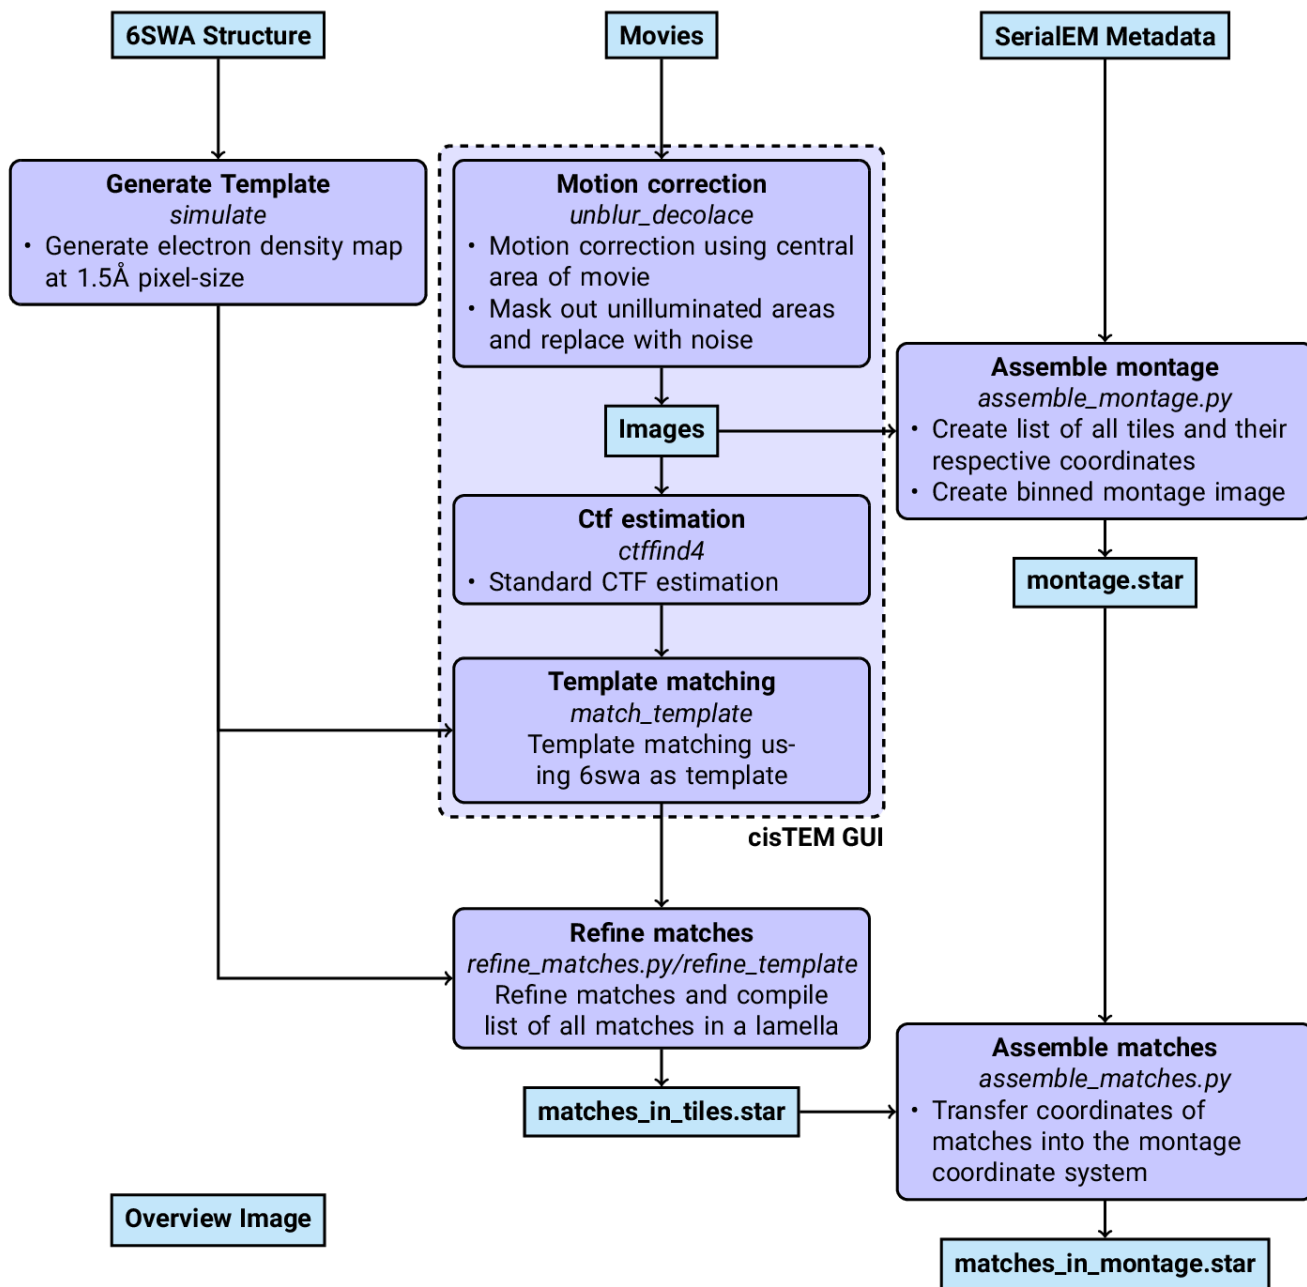 6SWA Structure
Movies
SerialEM Metadata
Generate Template
simulate
• Generate electron density map
at 1.5Å pixel-size
Motion correction
unblur_decolace
• Motion correction using central
area of movie
• Mask out unilluminated areas
and replace with noise
Images
Assemble montage
assemble_montage.py
• Create list of all tiles and their
respective coordinates
• Create binned montage image
Ctf estimation
ctffind4
• Standard CTF estimation
montage.star
Template matching
match_template
Template matching us-
ing 6swa as template
cisTEM GUI
Refine matches
refine_matches.py/refine_template
Refine matches and compile
list of all matches in a lamella
matches_in_tiles.star
Assemble matches
assemble_matches.py
• Transfer coordinates of
matches into the montage
coordinate system
Overview Image
matches_in_montage.star